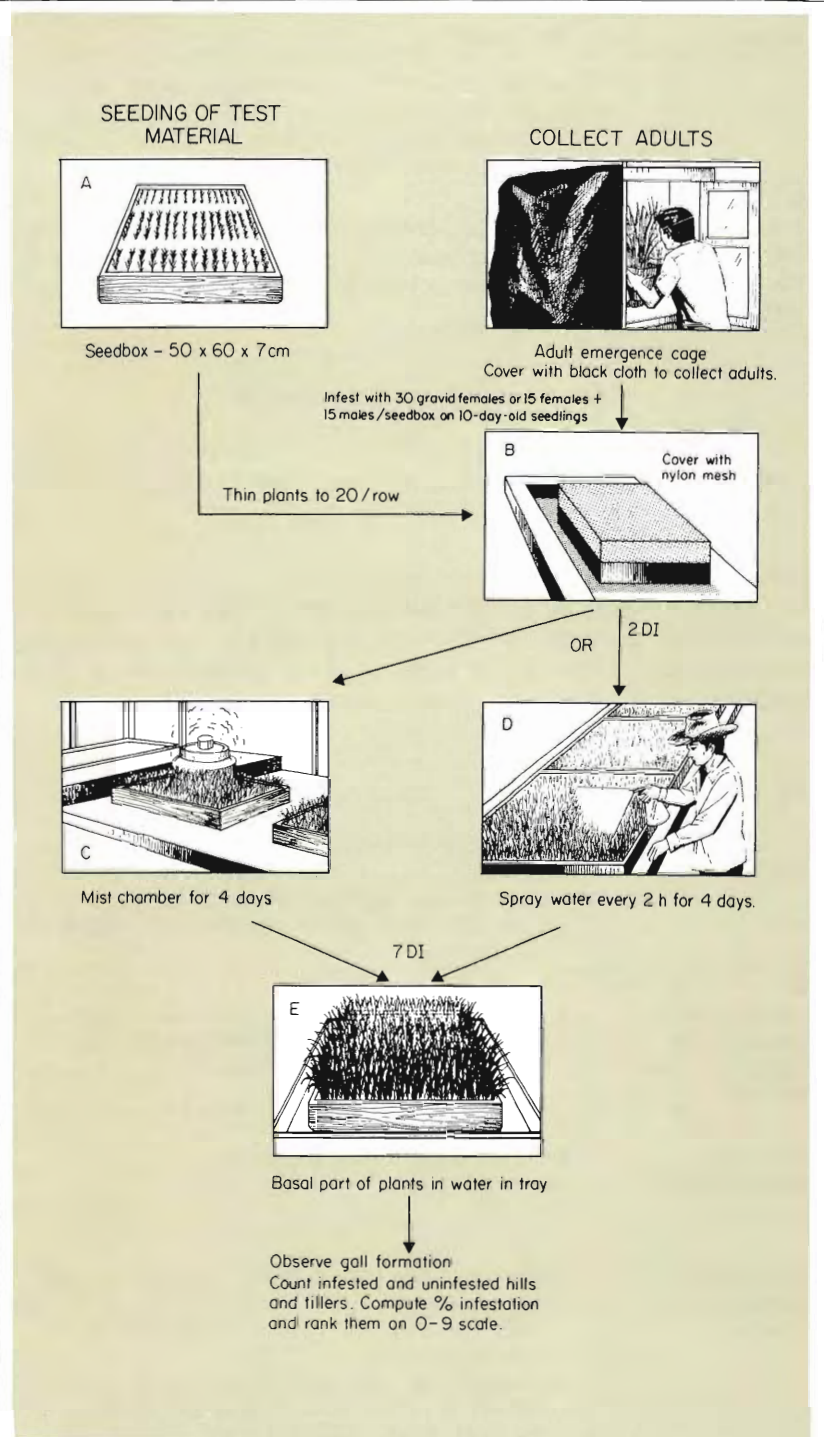 SEEDING OF TEST
MATERIAL
COLLECT ADULTS
A
Seedbox – 50 x 60 x 7cm
Adult emergence cage
Cover with black cloth to collect adults.
Infest with 30 gravid females or 15 females +
15 males/seedbox on 10-day-old seedlings
Thin plants to 20/row
B
Cover with
nylon mesh
OR
2 DI
C
Mist chamber for 4 days
D
Spray water every 2 h for 4 days.
7 DI
E
Basal part of plants in water in tray
Observe gall formation
Count infested and uninfested hills
and tillers. Compute % infestation
and rank them on 0–9 scale.